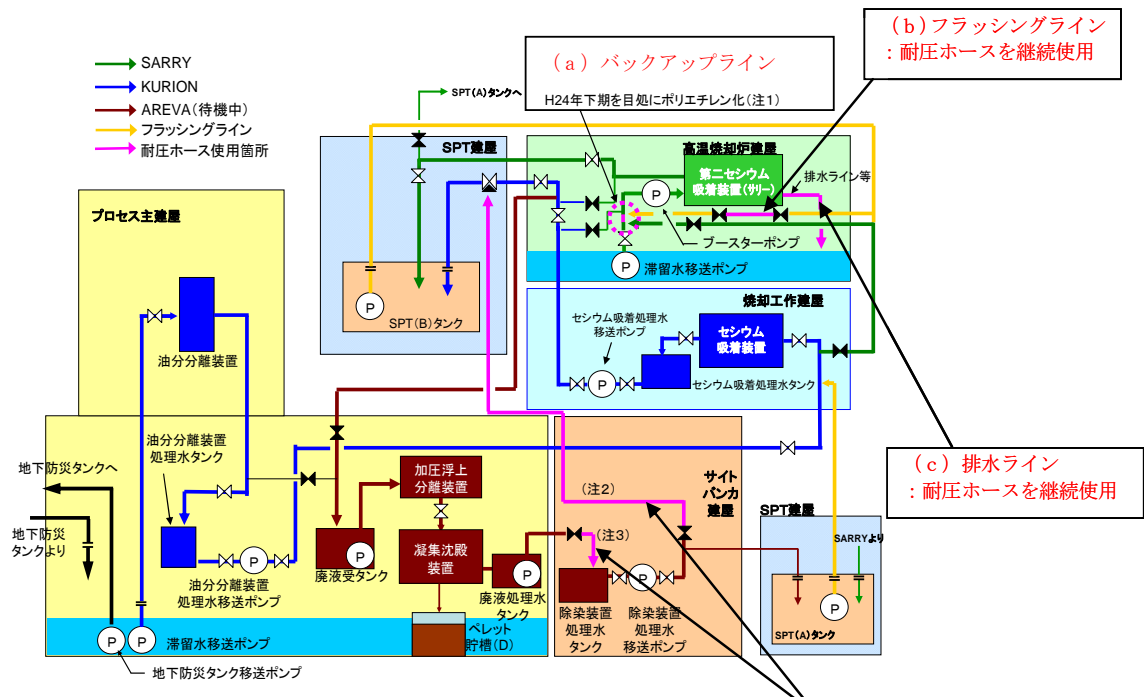 SARRY
KURION
AREVA(待機中)
フラッシングライン
耐圧ホース使用箇所
(a)バックアップライン
H24年下期を目処にポリエチレン化(注1)
(b)フラッシングライン
:耐圧ホースを継続使用
SPT(A)タンクへ
SPT建屋
高温焼却炉建屋
第二セシウム
吸着装置(サリー)
排水ライン等
P
ブースターポンプ
P
滞留水移送ポンプ
P
SPT(B)タンク
プロセス主建屋
油分分離装置
焼却工作建屋
セシウム吸着処理水
移送ポンプ
セシウム
吸着装置
P
セシウム吸着処理水タンク
(c)排水ライン
:耐圧ホースを継続使用
地下防災タンクへ
地下防災
タンクより
油分分離装置
処理水タンク
P
油分分離装置
処理水移送ポンプ
加圧浮上
分離装置
P
廃液受タンク
凝集沈殿
装置
P
廃液処理水
タンク
ペレット
貯槽(D)
サイト
バンカ
建屋
(注2)
(注3)
P
除染装置
処理水
タンク
除染装置
処理水
移送ポンプ
SPT建屋
SARRYより
P
SPT(A)タンク
P
P
滞留水移送ポンプ
地下防災タンク移送ポンプ